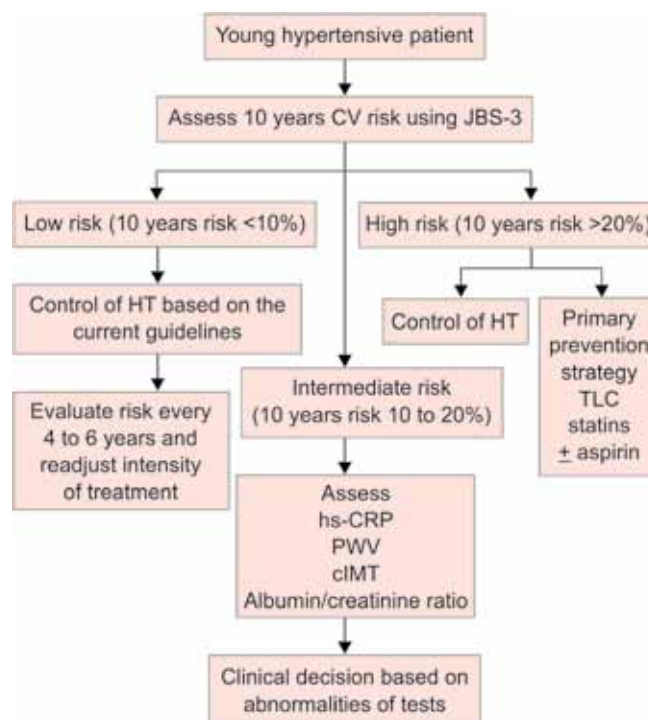 Young hypertensive patient
Assess 10 years CV risk using JBS-3
Low risk (10 years risk <10%)
High risk (10 years risk >20%)
Control of HT based on the
current guidelines
Control of HT
Primary
prevention
strategy
TLC
statins
± aspirin
Evaluate risk every
4 to 6 years and
readjust intensity
of treatment
Intermediate risk
(10 years risk 10 to 20%)
Assess
hs-CRP
PWV
cIMT
Albumin/creatinine ratio
Clinical decision based on
abnormalities of tests